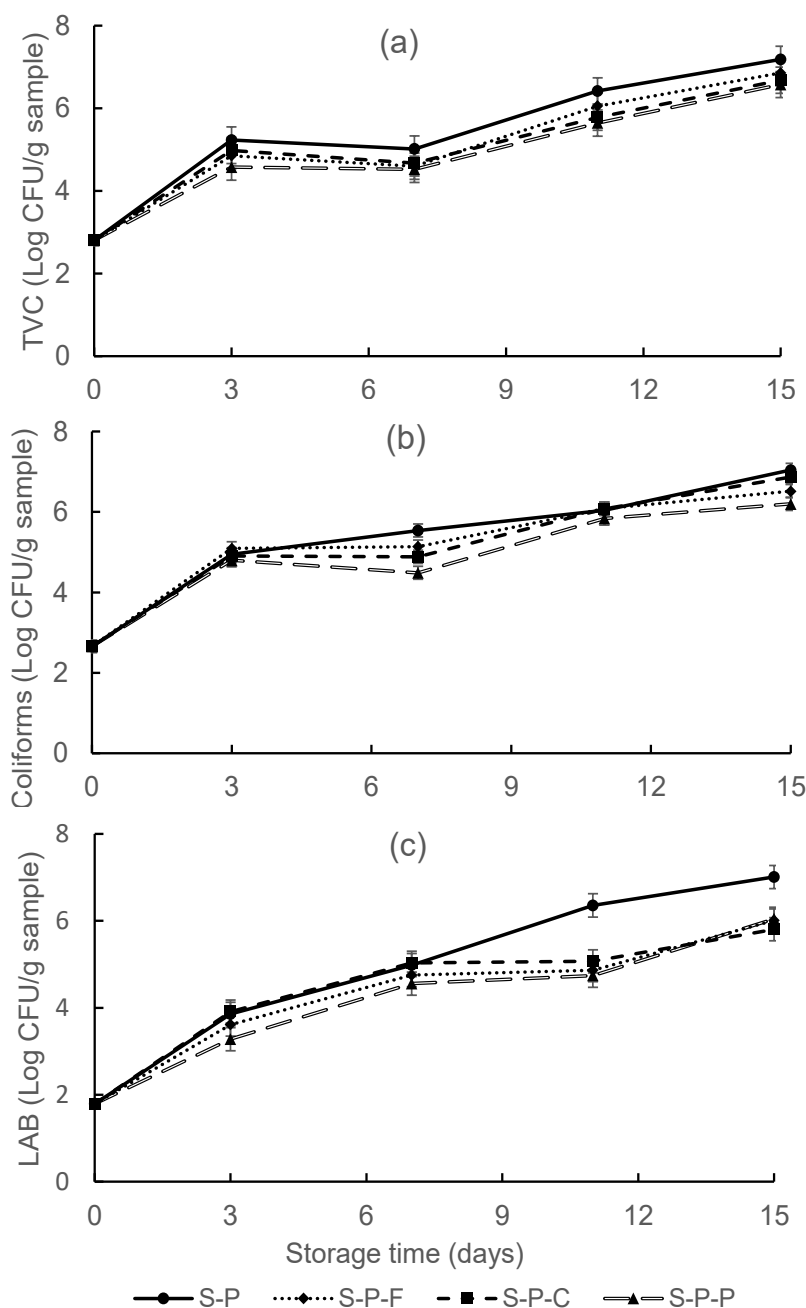 (a)
TVC (Log CFU/g sample)
8
6
4
2
0
0 3 6 9 12 15
(b)
Coliforms (Log CFU/g sample)
8
6
4
2
0
0 3 6 9 12 15
(c)
LAB (Log CFU/g sample)
8
6
4
2
0
0 3 6 9 12 15
Storage time (days)
S-P S-P-F S-P-C S-P-P